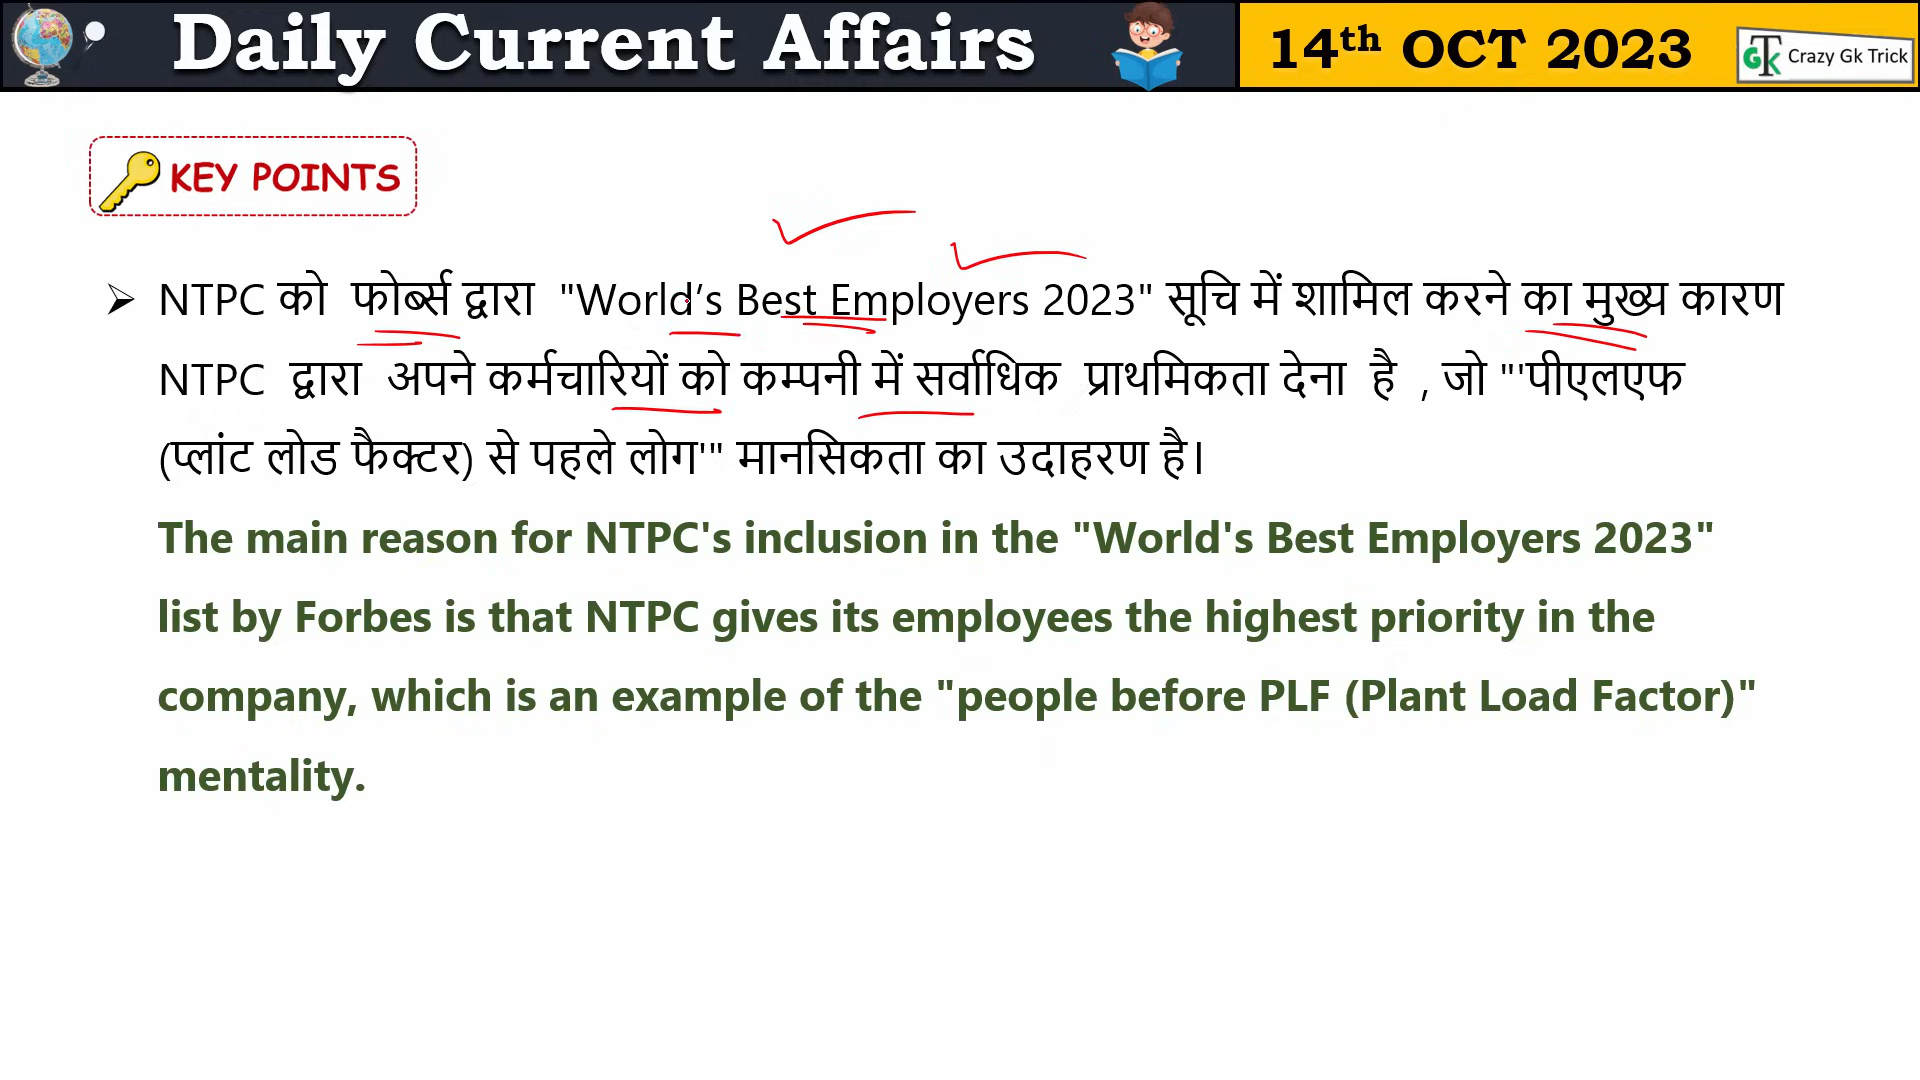 Daily Current Affairs
14th OCT 2023
GTK Crazy Gk Trick
KEY POINTS
➢ NTPC को फोर्ब्स द्वारा "World’s Best Employers 2023" सूचि में शामिल करने का मुख्य कारण
NTPC द्वारा अपने कर्मचारियों को कम्पनी में सर्वाधिक प्राथमिकता देना है , जो "'पीएलएफ
(प्लांट लोड फैक्टर) से पहले लोग'" मानसिकता का उदाहरण है।
The main reason for NTPC's inclusion in the "World's Best Employers 2023"
list by Forbes is that NTPC gives its employees the highest priority in the
company, which is an example of the "people before PLF (Plant Load Factor)"
mentality.